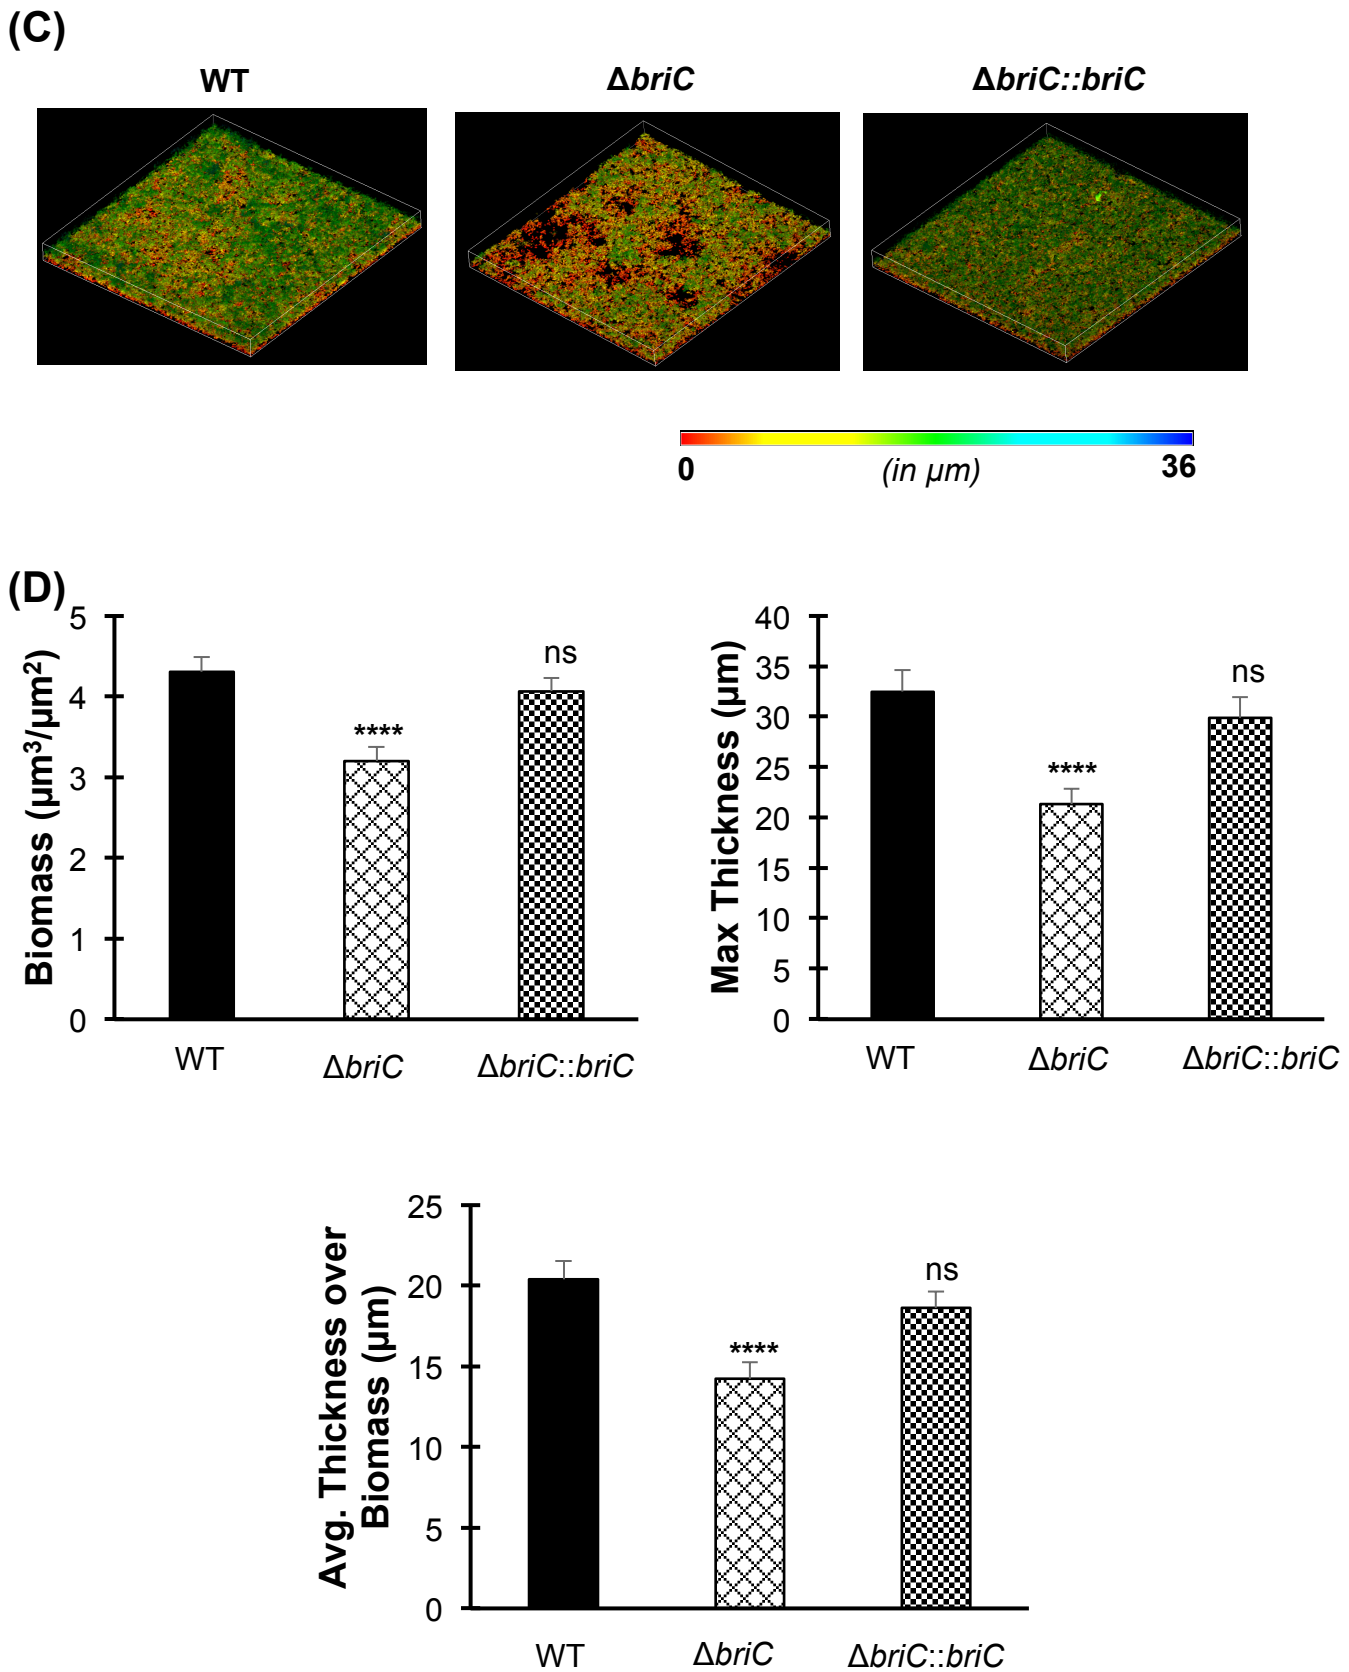 (C)
WT ΔbriC ΔbriC::briC
0 (in µm) 36
(D)
5
4
3
2
1
0
Biomass (µm³/µm²)
****
ns
WT ΔbriC ΔbriC::briC
40
35
30
25
20
15
10
5
0
Max Thickness (µm)
****
ns
WT ΔbriC ΔbriC::briC
25
20
15
10
5
0
Avg. Thickness over
Biomass (µm)
****
ns
WT ΔbriC ΔbriC::briC